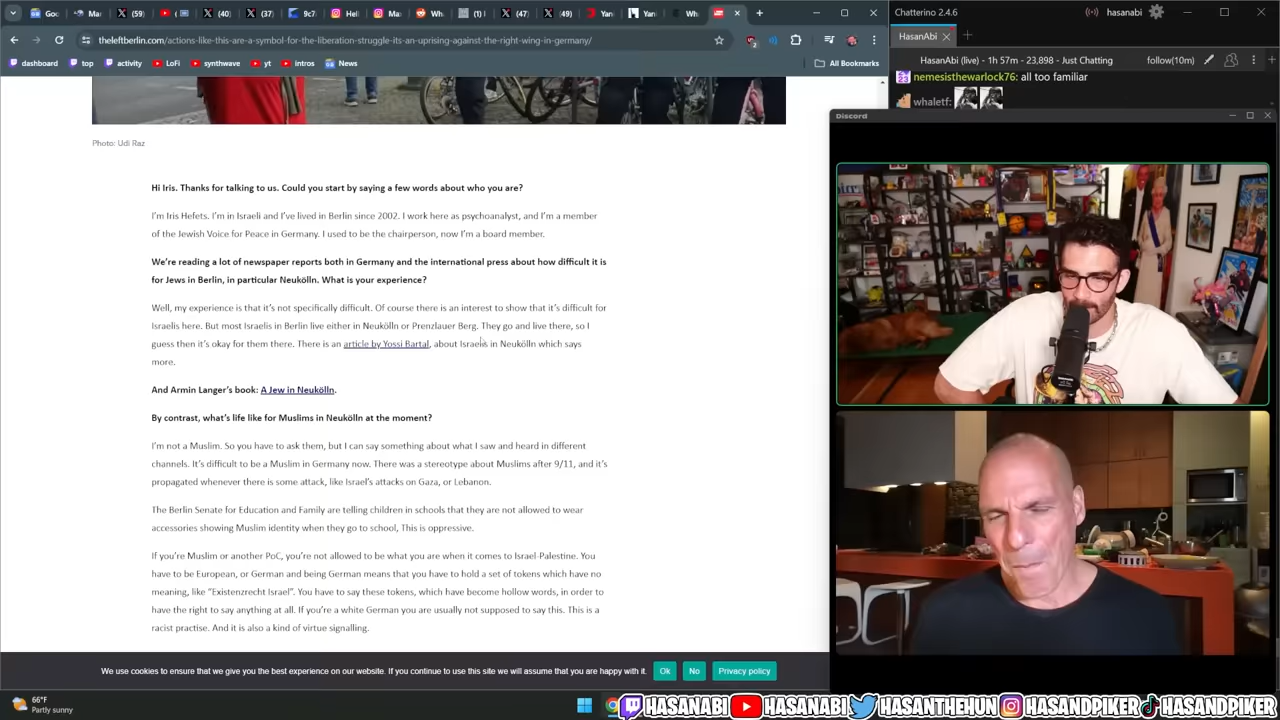 (59)
(40)
(37)
9c7
Hel
Ma
(47)
(49)
Yan
Wh
theleftberlin.com/actions-like-this-are-a-symbol-for-the-liberation-struggle-its-an-uprising-against-the-right-wing-in-germany/
dashboard
top
activity
LoFi
synthwave
yt
intros
News
All Bookmarks
Chatterino 2.4.6
hasanabi
HasanAbi
HasanAbi (live) - 1h 57m - 23,898 - Just Chatting
follow(10m)
nemesisthewarlock76: all too familiar
whaletf:
Discord
Photo: Udi Raz
Hi Iris. Thanks for talking to us. Could you start by saying a few words about who you are?
I'm Iris Hefets. I'm in Israeli and I've lived in Berlin since 2002. I work here as psychoanalyst, and I'm a member
of the Jewish Voice for Peace in Germany. I used to be the chairperson, now I'm a board member.
We're reading a lot of newspaper reports both in Germany and the international press about how difficult it is
for Jews in Berlin, in particular Neukölln. What is your experience?
Well, my experience is that it's not specifically difficult. Of course there is an interest to show that it's difficult for
Israelis here. But most Israelis in Berlin live either in Neukölln or Prenzlauer Berg. They go and live there, so I
guess then it's okay for them there. There is an article by Yossi Bartal, about Israelis in Neukölln which says
more.
And Armin Langer's book: A Jew in Neukölln.
By contrast, what's life like for Muslims in Neukölln at the moment?
I'm not a Muslim. So you have to ask them, but I can say something about what I saw and heard in different
channels. It's difficult to be a Muslim in Germany now. There was a stereotype about Muslims after 9/11, and it's
propagated whenever there is some attack, like Israel's attacks on Gaza, or Lebanon.
The Berlin Senate for Education and Family are telling children in schools that they are not allowed to wear
accessories showing Muslim identity when they go to school, This is oppressive.
If you're Muslim or another PoC, you're not allowed to be what you are when it comes to Israel-Palestine. You
have to be European, or German and being German means that you have to hold a set of tokens which have no
meaning, like "Existenzrecht Israel". You have to say these tokens, which have become hollow words, in order to
have the right to say anything at all. If you're a white German you are usually not supposed to say this. This is a
racist practise. And it is also a kind of virtue signalling.
We use cookies to ensure that we give you the best experience on our website. If you continue to use this site we will assume that you are happy with it.
Ok
No
Privacy policy
66°F
Partly sunny
HASANABI
HASANABI
HASANTHEHUN
HASANDPIKER
HASANDPIKER